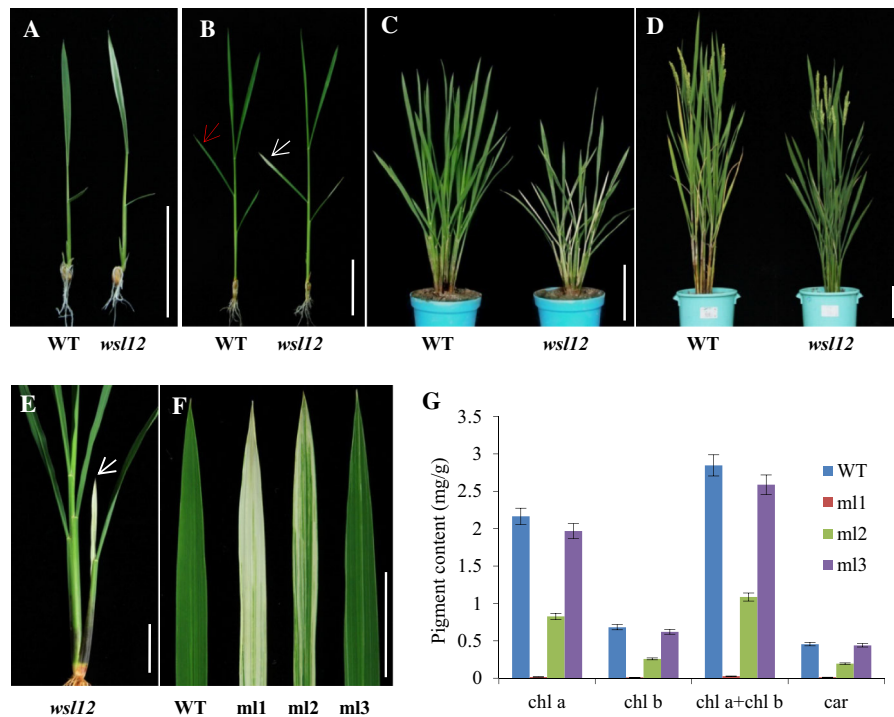 A
B
C
D
WT wsl12
WT wsl12
WT wsl12
WT wsl12
E
F
G
wsl12
WT ml1 ml2 ml3
Pigment content (mg/g)
3.5
3
2.5
2
1.5
1
0.5
0
chl a chl b chl a+chl b car
WT
ml1
ml2
ml3